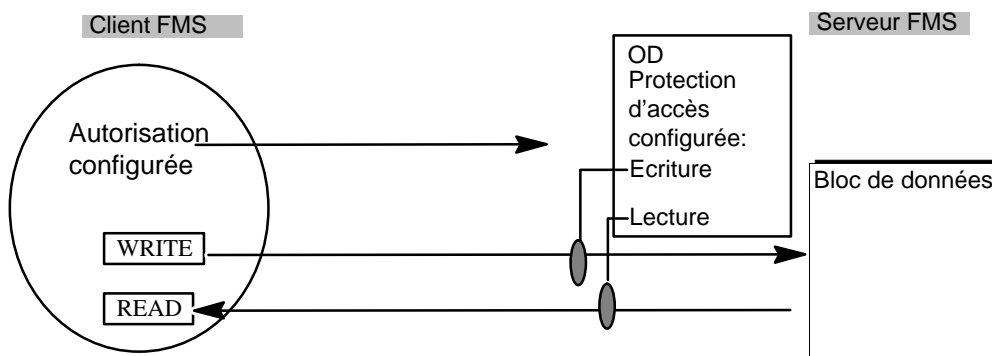 Client FMS
Serveur FMS
OD
Protection
d'accès
configurée:
Ecriture
Lecture
Autorisation
configurée
Bloc de données
WRITE
READ